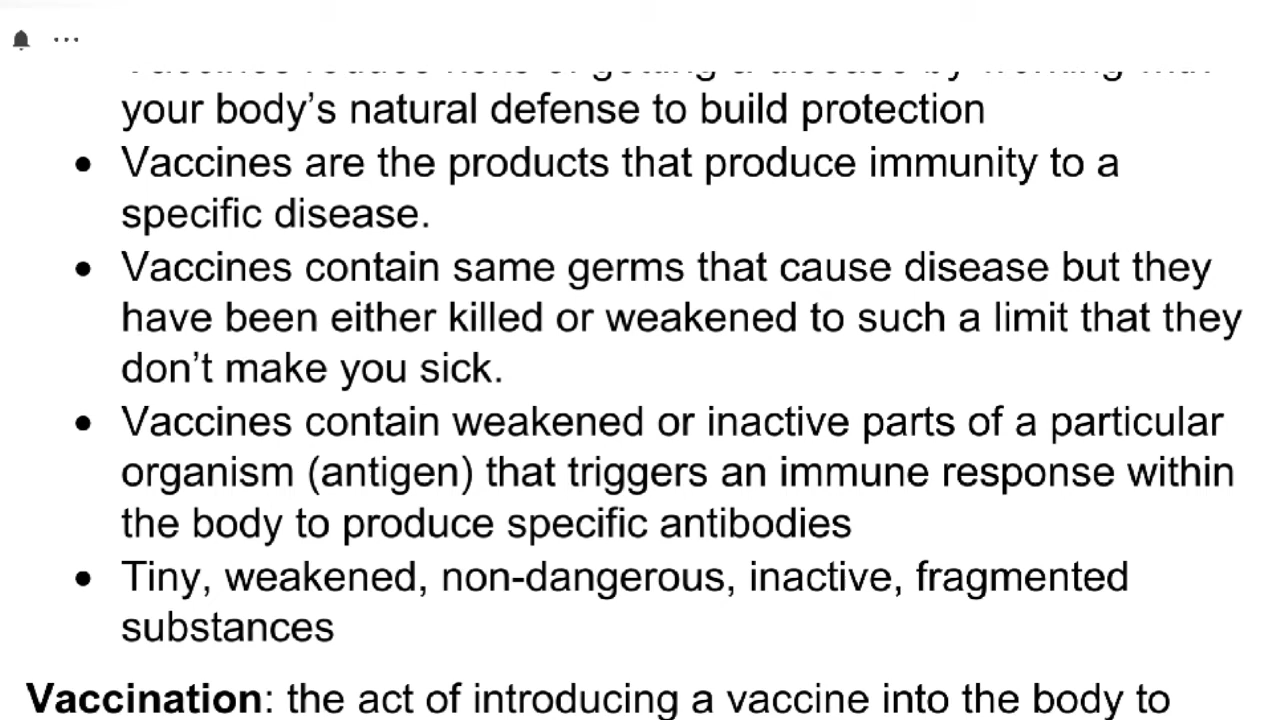 your body's natural defense to build protection
• Vaccines are the products that produce immunity to a
specific disease.
• Vaccines contain same germs that cause disease but they
have been either killed or weakened to such a limit that they
don't make you sick.
• Vaccines contain weakened or inactive parts of a particular
organism (antigen) that triggers an immune response within
the body to produce specific antibodies
• Tiny, weakened, non-dangerous, inactive, fragmented
substances
Vaccination: the act of introducing a vaccine into the body to